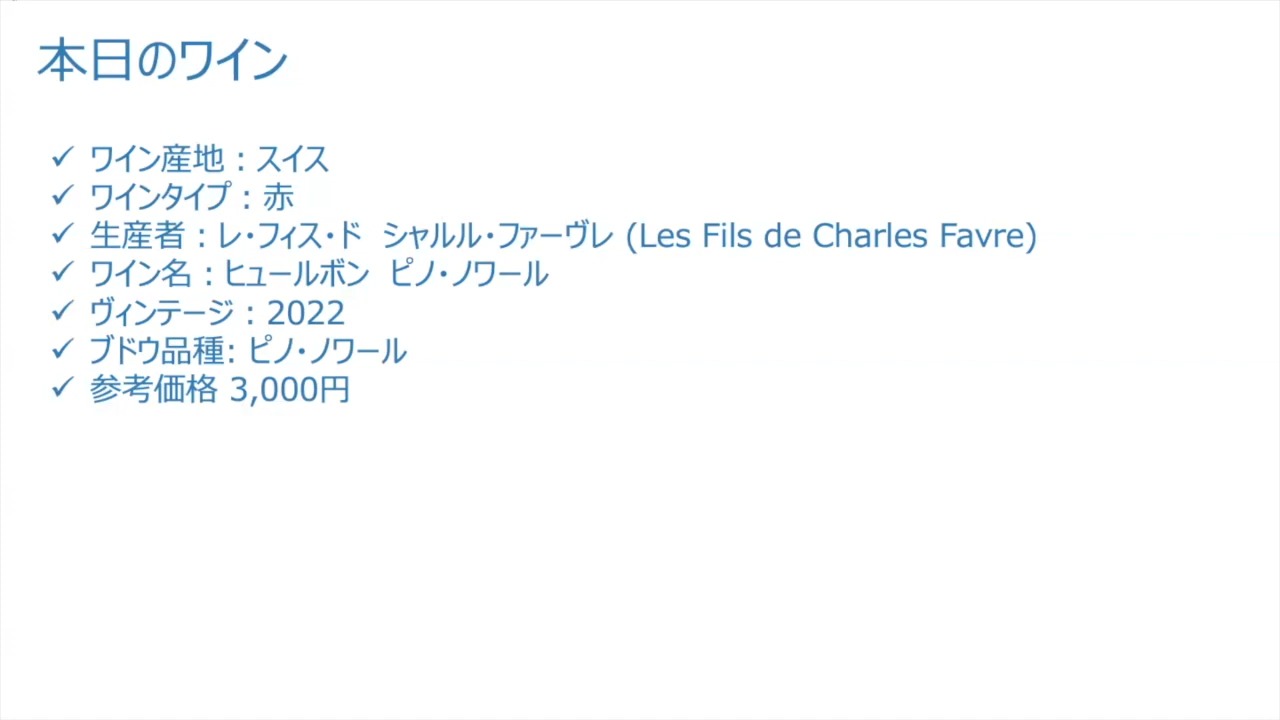 本日のワイン
✓ ワイン産地：スイス
✓ ワインタイプ：赤
✓ 生産者：レ・フィス・ド　シャルル・ファーヴレ (Les Fils de Charles Favre)
✓ ワイン名：ヒュールボン　ピノ・ノワール
✓ ヴィンテージ：2022
✓ ブドウ品種: ピノ・ノワール
✓ 参考価格 3,000円